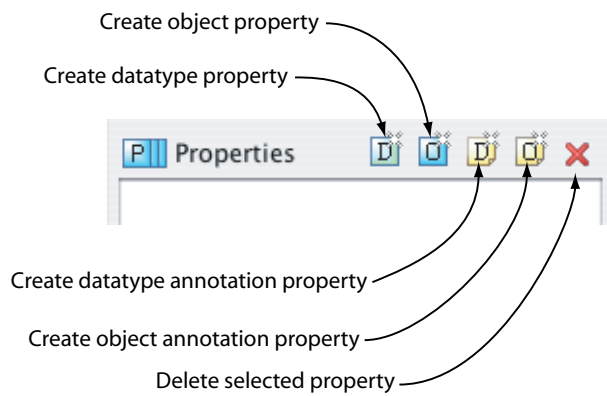 Create object property
Create datatype property
P Properties D O D O
Create datatype annotation property
Create object annotation property
Delete selected property